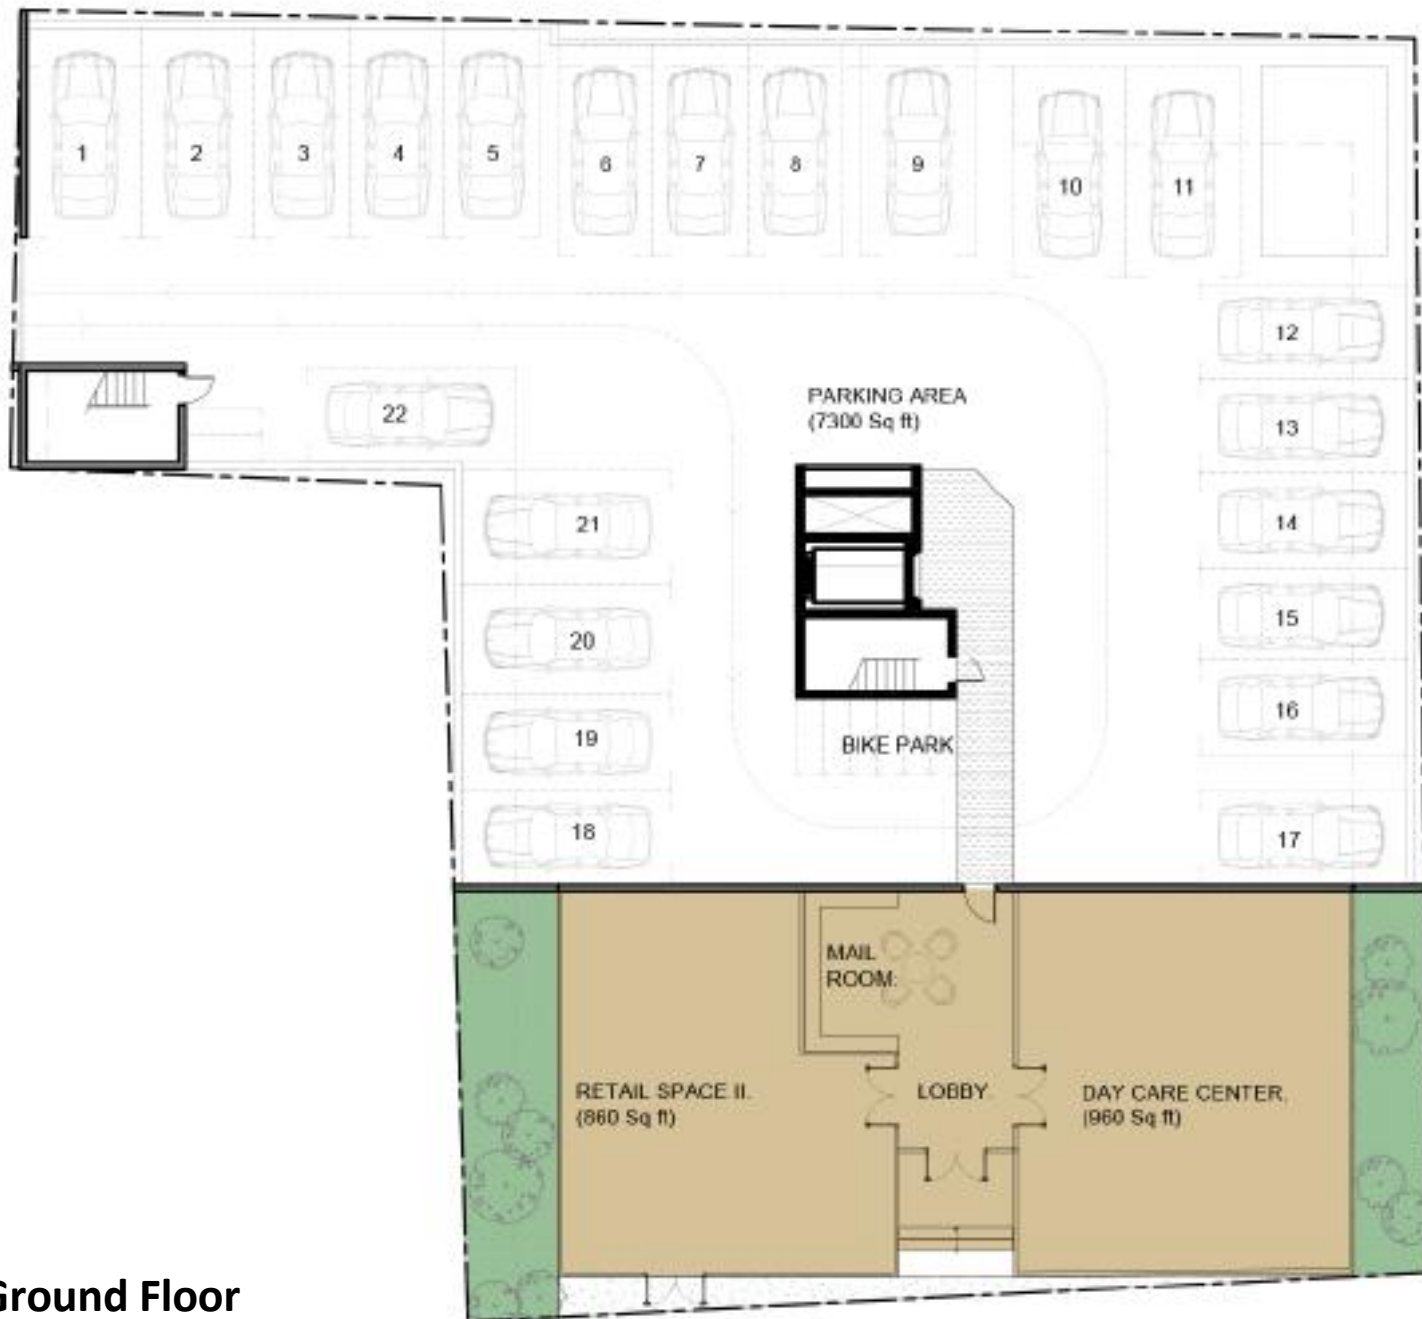 1
2
3
4
5
6
7
8
9
10
11
12
22
PARKING AREA
(7300 Sq ft)
13
21
14
20
15
16
19
BIKE PARK
18
17
MAIL
ROOM.
RETAIL SPACE II.
(860 Sq ft)
LOBBY
DAY CARE CENTER.
(960 Sq ft)
Ground Floor